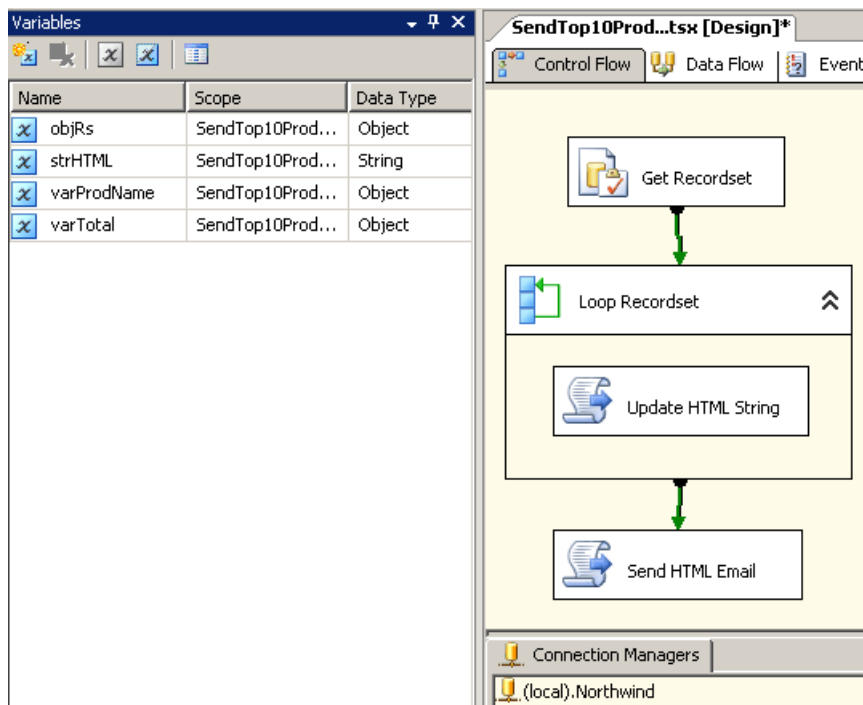 Variables
Name Scope Data Type
objRs SendTop10Prod... Object
strHTML SendTop10Prod... String
varProdName SendTop10Prod... Object
varTotal SendTop10Prod... Object
SendTop10Prod...tsx [Design]*
Control Flow Data Flow Event
Get Recordset
Loop Recordset
Update HTML String
Send HTML Email
Connection Managers
(local).Northwind